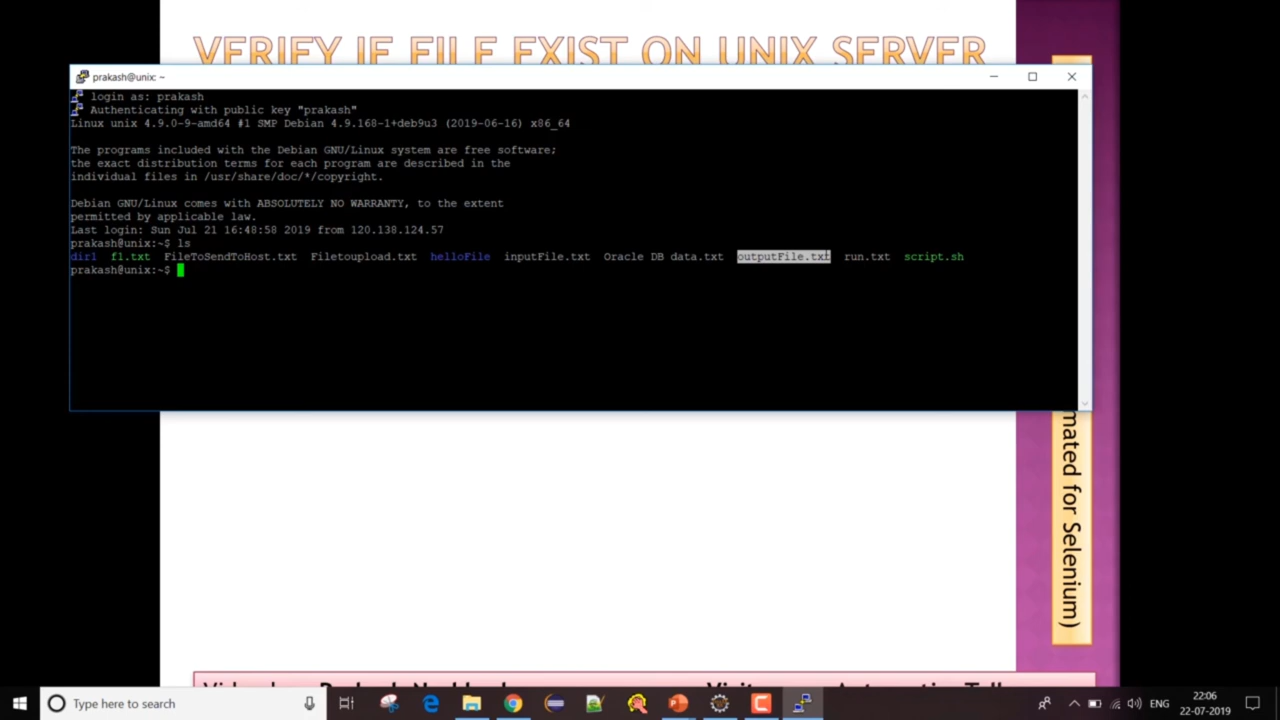 VERIFY IF FILE EXIST ON UNIX SERVER
prakash@unix: ~
login as: prakash
Authenticating with public key "prakash"
Linux unix 4.9.0-9-amd64 #1 SMP Debian 4.9.168-1+deb9u3 (2019-06-16) x86_64
The programs included with the Debian GNU/Linux system are free software;
the exact distribution terms for each program are described in the
individual files in /usr/share/doc/*/copyright.
Debian GNU/Linux comes with ABSOLUTELY NO WARRANTY, to the extent
permitted by applicable law.
Last login: Sun Jul 21 16:48:58 2019 from 120.138.124.57
prakash@unix:~$ ls
dir1 f1.txt FileToSendToHost.txt Filetoupload.txt helloFile inputFile.txt Oracle DB data.txt outputFile.txt run.txt script.sh
prakash@unix:~$
mated for Selenium)
Type here to search
ENG
22:06
22-07-2019